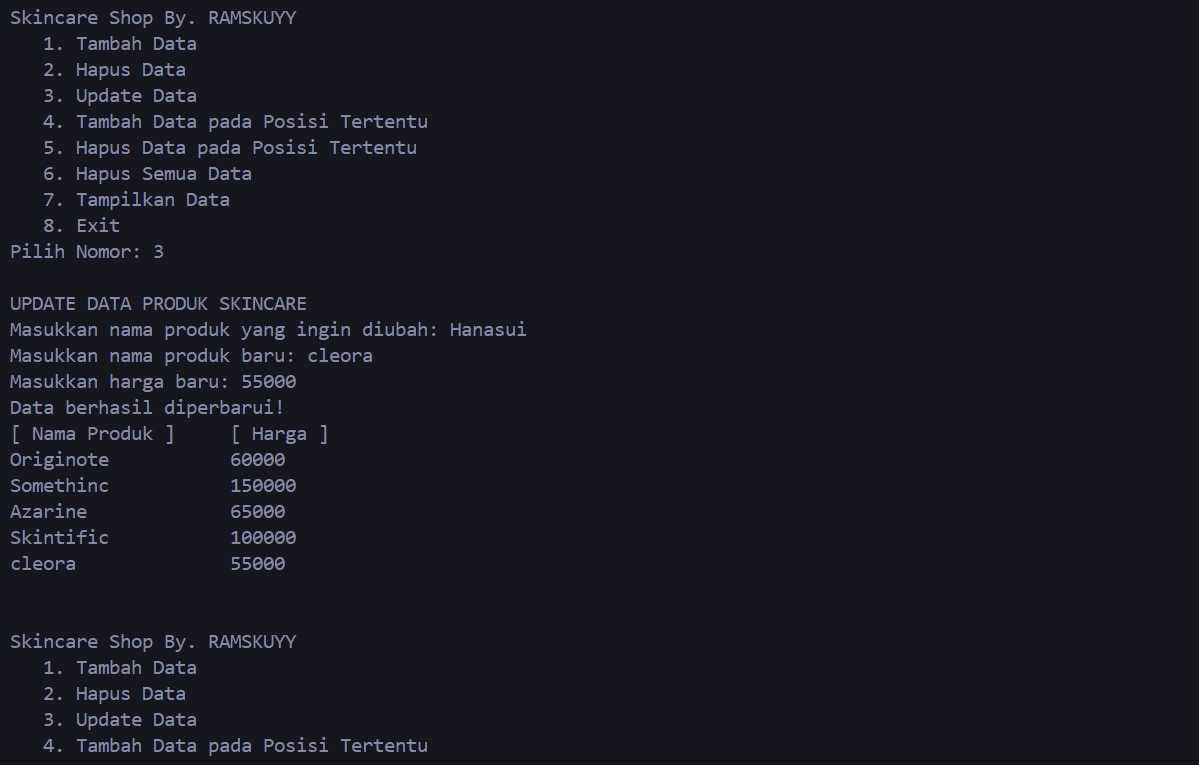 Skincare Shop By. RAMSKUYY
   1. Tambah Data
   2. Hapus Data
   3. Update Data
   4. Tambah Data pada Posisi Tertentu
   5. Hapus Data pada Posisi Tertentu
   6. Hapus Semua Data
   7. Tampilkan Data
   8. Exit
Pilih Nomor: 3

UPDATE DATA PRODUK SKINCARE
Masukkan nama produk yang ingin diubah: Hanasui
Masukkan nama produk baru: cleora
Masukkan harga baru: 55000
Data berhasil diperbarui!
[ Nama Produk ]     [ Harga ]
Originote           60000
Somethinc           150000
Azarine             65000
Skintific           100000
cleora              55000


Skincare Shop By. RAMSKUYY
   1. Tambah Data
   2. Hapus Data
   3. Update Data
   4. Tambah Data pada Posisi Tertentu